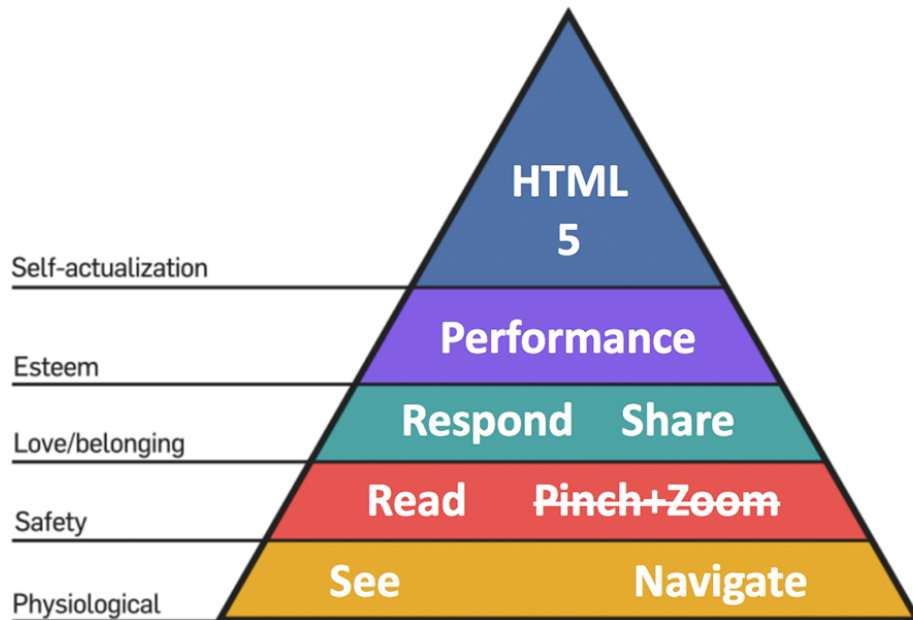 HTML
5
Self-actualization
Performance
Esteem
Respond Share
Love/belonging
Read Pinch+Zoom
Safety
See Navigate
Physiological